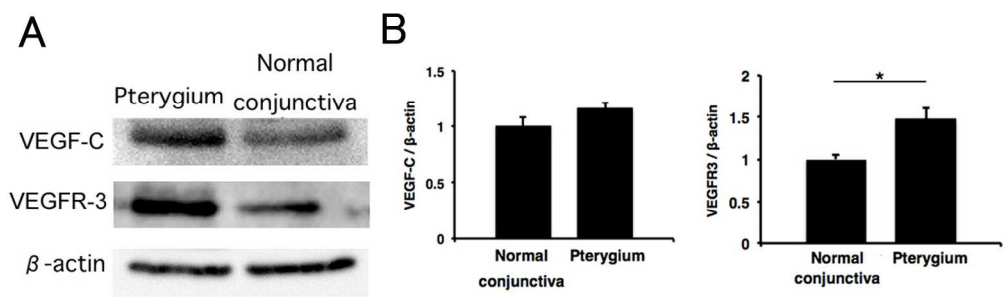 A
Pterygium
Normal
conjunctiva
VEGF-C
VEGFR-3
β-actin
B
1.5
1
0.5
0
VEGF-C / β-actin
Normal
conjunctiva
Pterygium
2
1.5
1
0.5
0
VEGFR3 / β-actin
*
Normal
conjunctiva
Pterygium